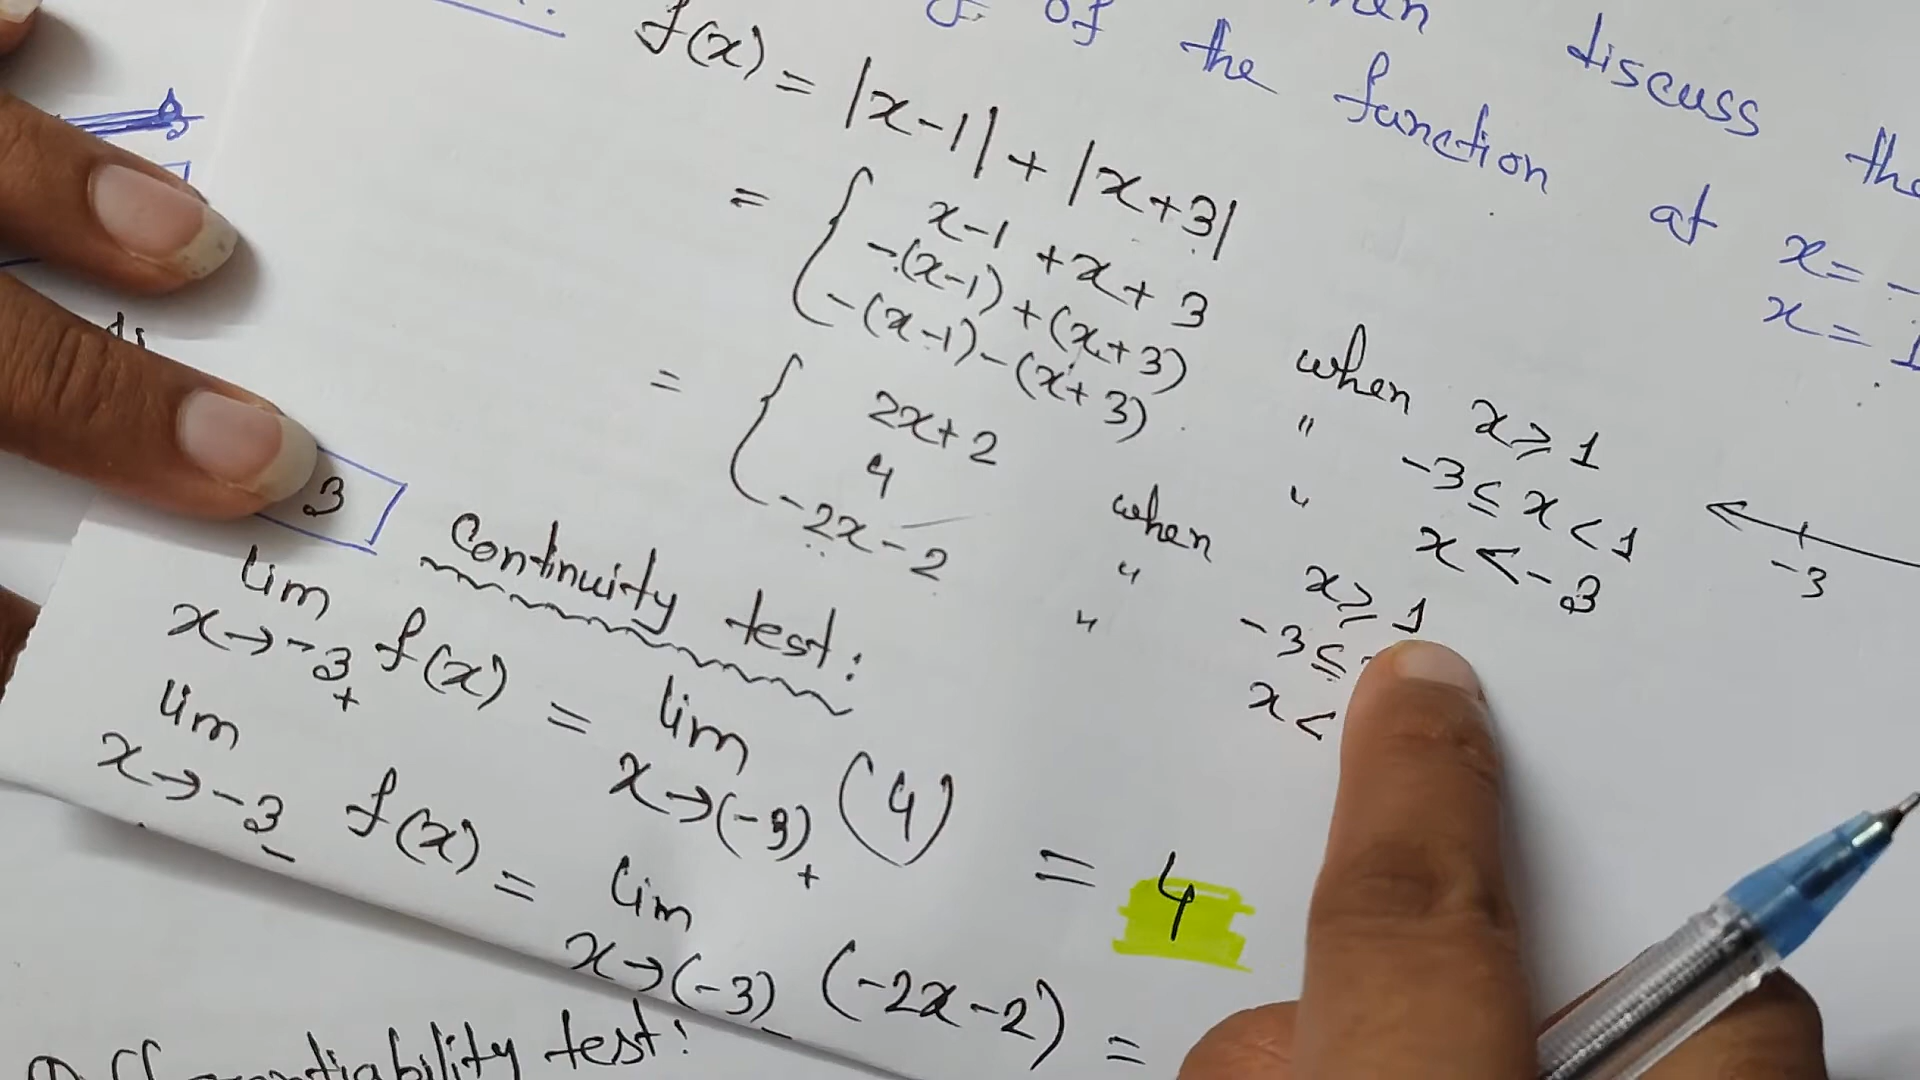 discuss the
of the function at x = -
x = 1
f(x) = |x-1| + |x+3|
= { x-1 + x + 3 when x ⩾ 1
-(x-1) + (x+3) " -3 ≤ x < 1
-(x-1) - (x+3) " x < -3
= { 2x+2 when x ⩾ 1
4 " -3 ≤
-2x-2 " x <
-3
3
Continuity test:
lim x→-3+ f(x) = lim x→(-3)+ (4) = 4
lim x→-3- f(x) = lim x→(-3)- (-2x-2) =
Differentiability test: